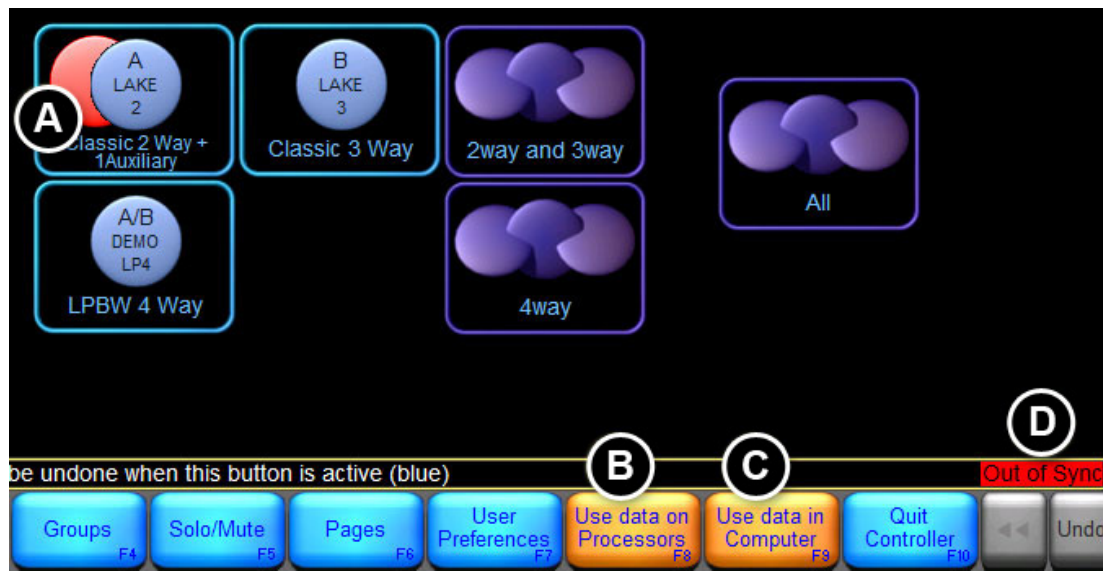 A
LAKE
2
A
Classic 2 Way +
1Auxiliary
B
LAKE
3
Classic 3 Way
2way and 3way
All
A/B
DEMO
LP4
LPBW 4 Way
4way
D
be undone when this button is active (blue)
B
C
Out of Sync
Groups
F4
Solo/Mute
F5
Pages
F6
User
Preferences
F7
Use data on
Processors
F8
Use data in
Computer
F9
Quit
Controller
F10
Undo